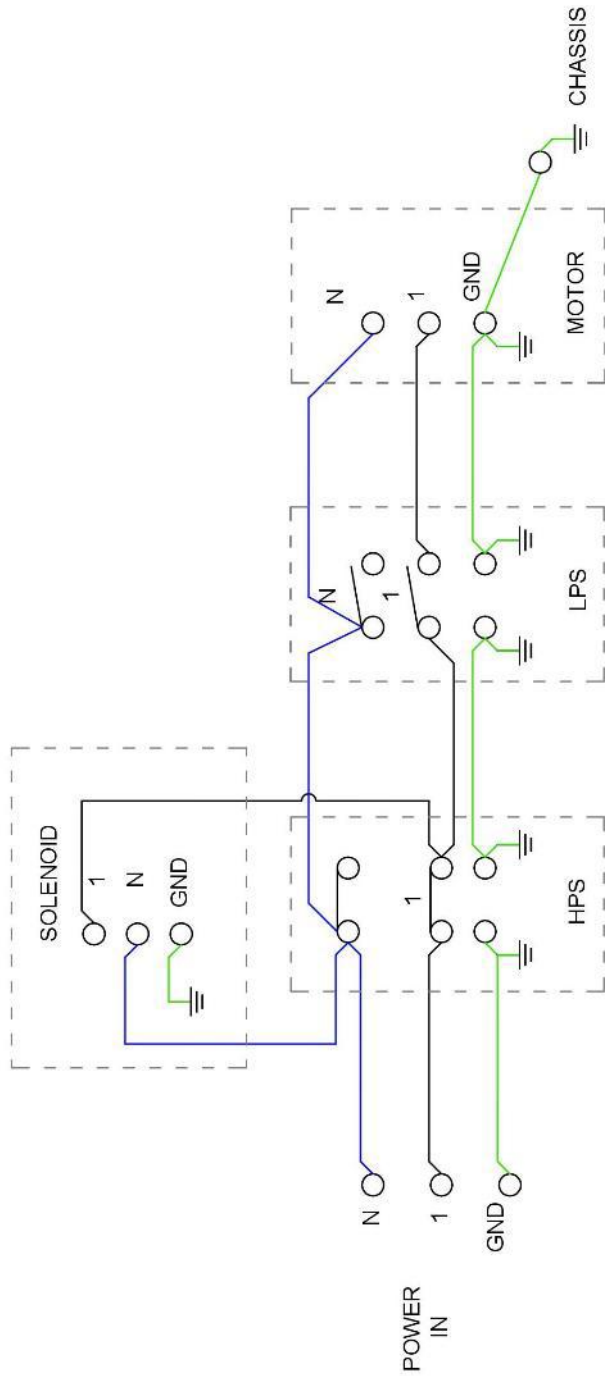 SOLENOID
1
N
GND
N
1
GND
POWER
IN
1
HPS
N
1
LPS
N
1
GND
MOTOR
CHASSIS